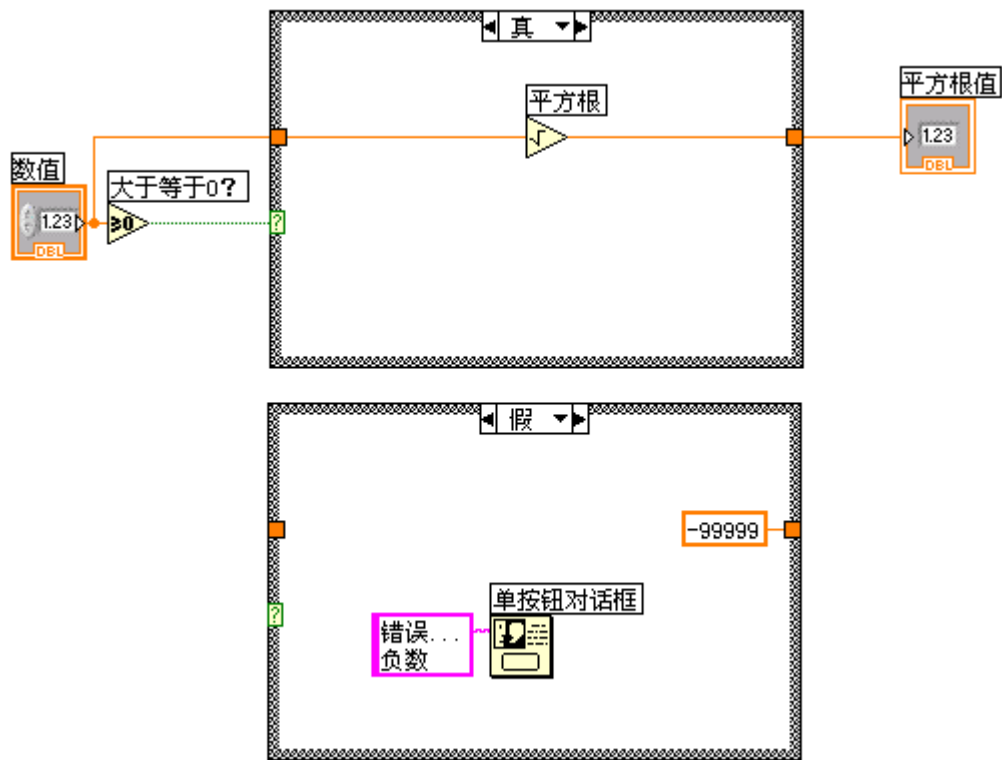 真
平方根
平方根值
1.23
DBL
数值
1.23
DBL
大于等于0?
≥0
?
√
假
-99999
?
单按钮对话框
错误...
负数